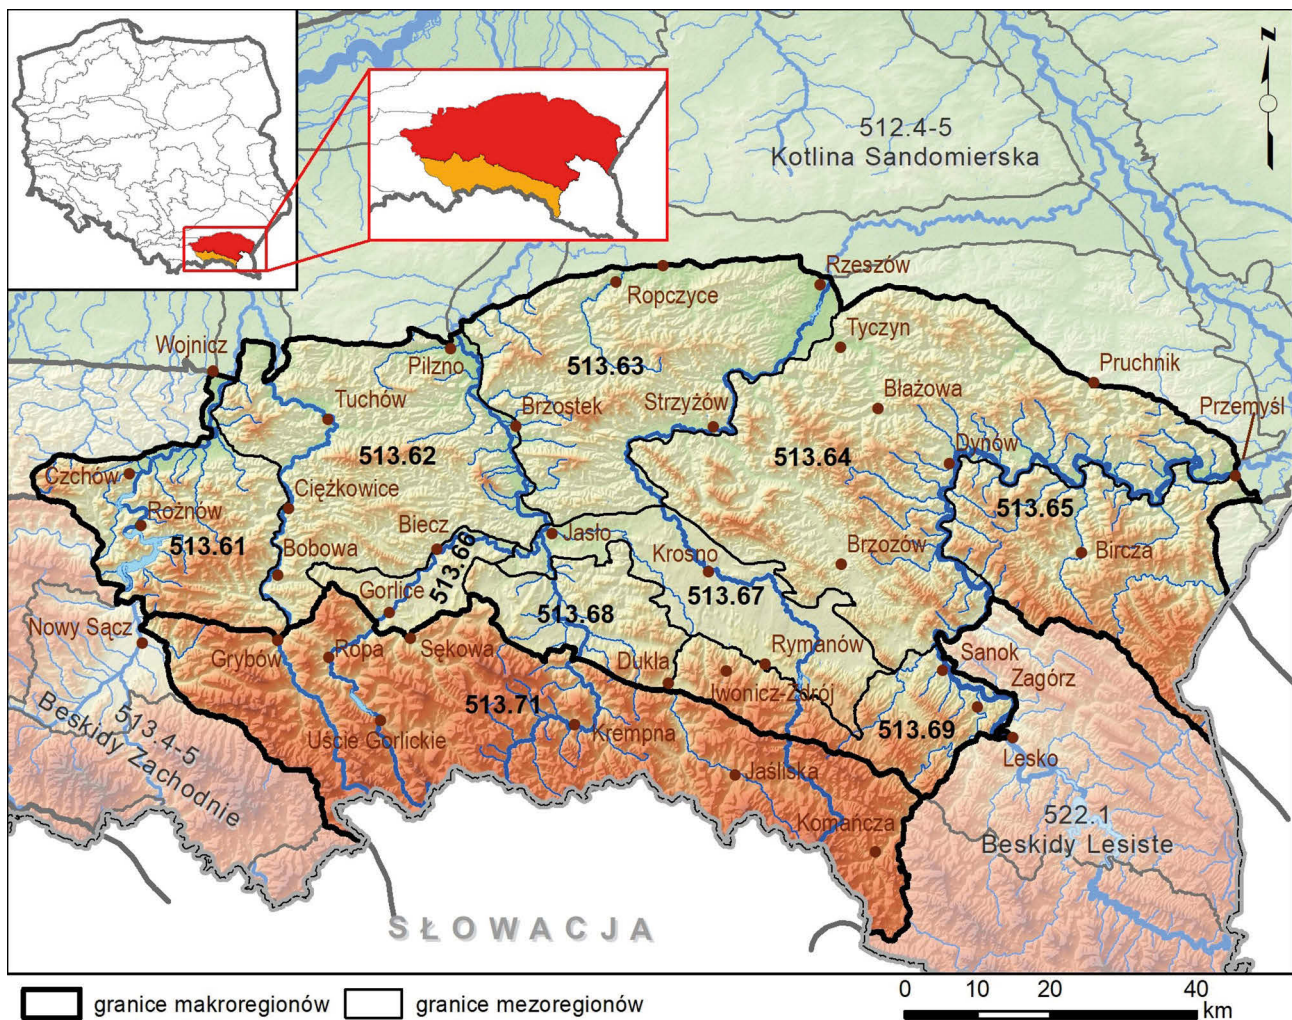 z
512.4-5
Kotlina Sandomierska
Rzeszów
Ropczyce
Tyczyn
Wojnicz
Pilzno
513.63
Pruchnik
Tuchów
Brzostek
Strzyżów
Błażowa
Przemyśl
513.62
513.64
Dynów
Czchów
Ciężkowice
513.65
Rożnów
Biecz
Jasło
513.61
513.66
Krosno
Brzozów
Bircza
Bobowa
Gorlice
513.68
513.67
Nowy Sącz
Grybów
Ropa
Sękowa
Dukla
Rymanów
Sanok
Iwonicz-Zdrój
Zagórz
513.4-5
Beskidy Zachodnie
513.71
Uście Gorlickie
Krempna
513.69
Lesko
Jaśliska
Komańcza
522.1
Beskidy Lesiste
SŁOWACJA
granice makroregionów
granice mezoregionów
0 10 20 40
km